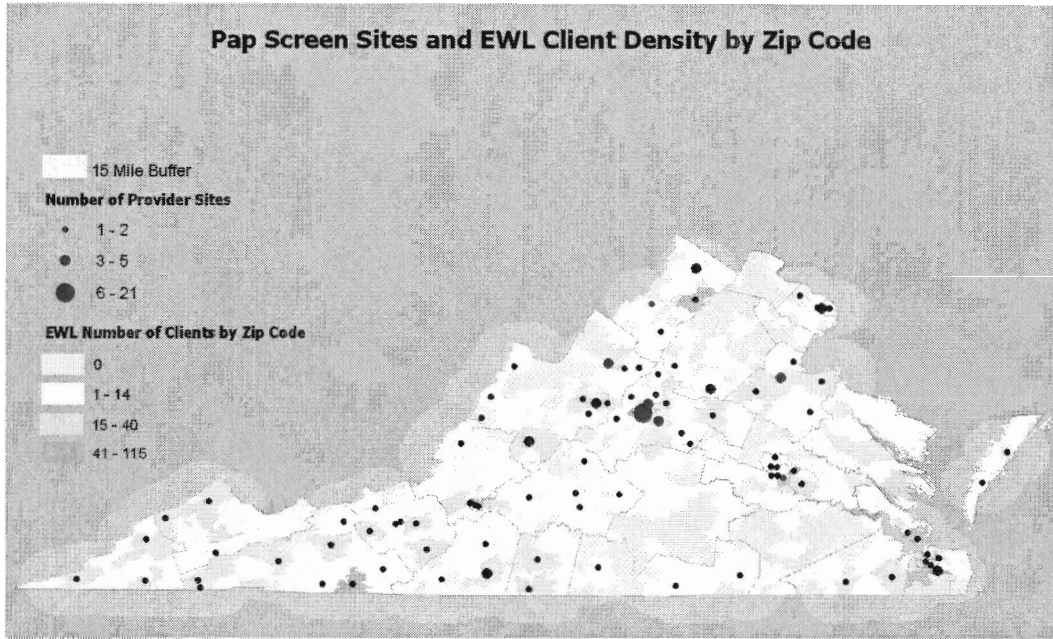 Pap Screen Sites and EWL Client Density by Zip Code
15 Mile Buffer
Number of Provider Sites
1 - 2
3 - 5
6 - 21
EWL Number of Clients by Zip Code
0
1 - 14
15 - 40
41 - 115